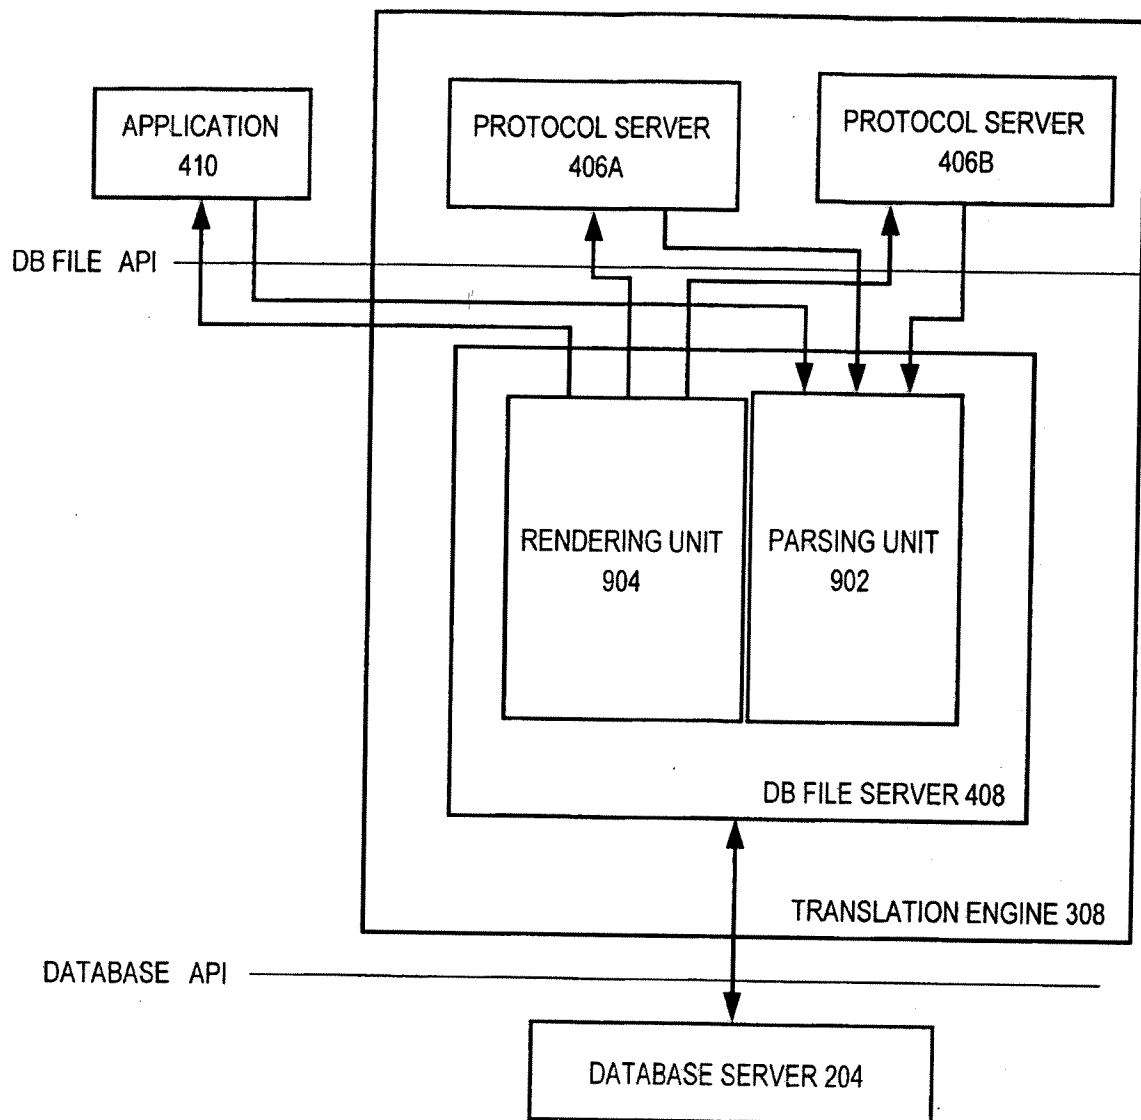 APPLICATION
410
PROTOCOL SERVER
406A
PROTOCOL SERVER
406B
DB FILE API
RENDERING UNIT
904
PARSING UNIT
902
DB FILE SERVER 408
TRANSLATION ENGINE 308
DATABASE API
DATABASE SERVER 204